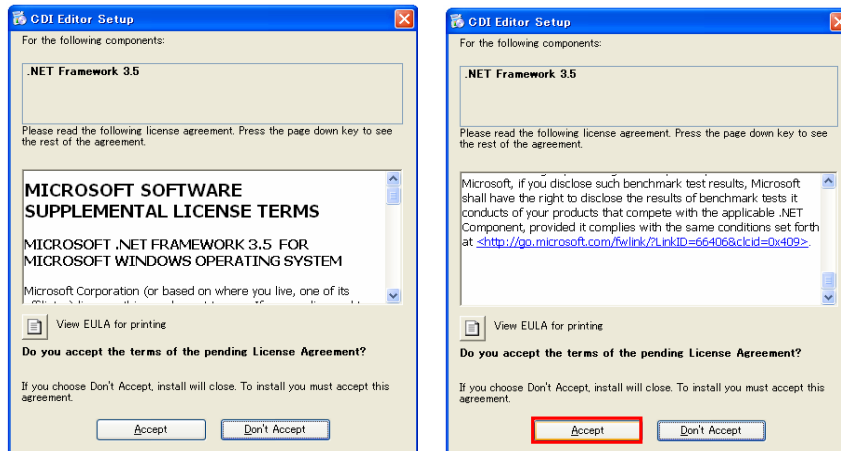 CDI Editor Setup
For the following components:
.NET Framework 3.5
Please read the following license agreement. Press the page down key to see
the rest of the agreement.
MICROSOFT SOFTWARE
SUPPLEMENTAL LICENSE TERMS
MICROSOFT .NET FRAMEWORK 3.5 FOR
MICROSOFT WINDOWS OPERATING SYSTEM
Microsoft Corporation (or based on where you live, one of its
View EULA for printing
Do you accept the terms of the pending License Agreement?
If you choose Don't Accept, install will close. To install you must accept this
agreement.
Accept
Don't Accept
CDI Editor Setup
For the following components:
.NET Framework 3.5
Please read the following license agreement. Press the page down key to see
the rest of the agreement.
Microsoft, if you disclose such benchmark test results, Microsoft
shall have the right to disclose the results of benchmark tests it
conducts of your products that compete with the applicable .NET
Component, provided it complies with the same conditions set forth
at <http://go.microsoft.com/fwlink/?LinkID=66406&clcid=0x409>.
View EULA for printing
Do you accept the terms of the pending License Agreement?
If you choose Don't Accept, install will close. To install you must accept this
agreement.
Accept
Don't Accept